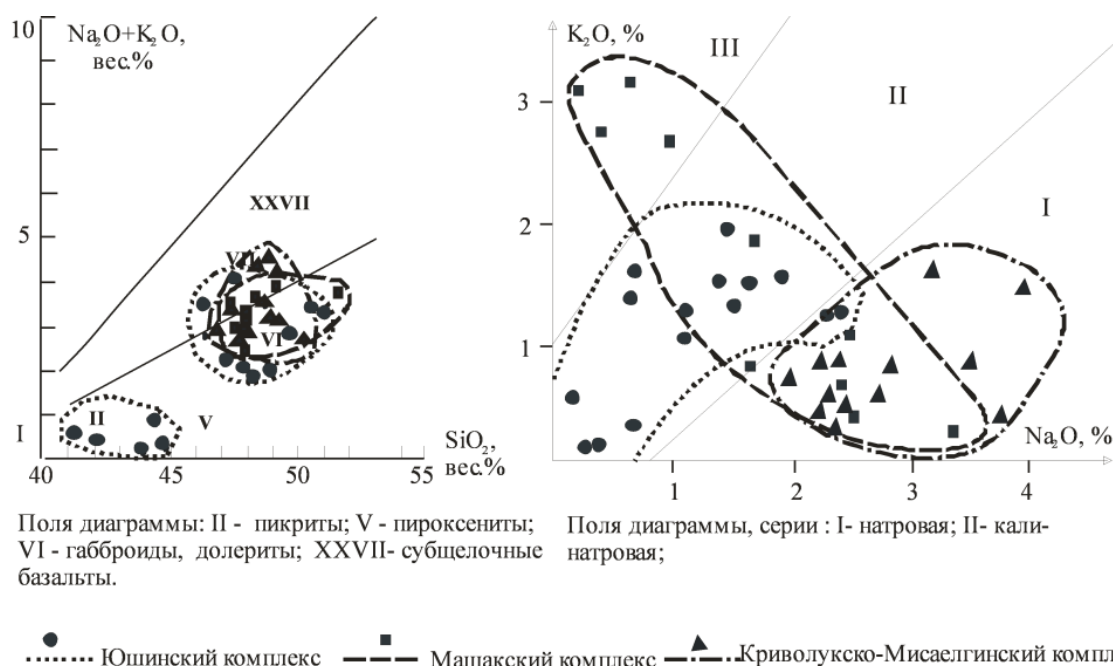 10
Na2O+K2O,
вес.%
XXVII
5
VI
II
V
I
SiO2,
вес.%
40
45
50
55
K2O, %
III
II
3
I
2
1
Na2O, %
1
2
3
4
Поля диаграммы: II - пикриты; V - пироксениты;
VI - габброиды, долериты; XXVII- субщелочные
базальты.
Поля диаграммы, серии : I- натровая; II- кали-
натровая;
Юшинский комплекс
Машакский комплекс
Криволукско-Мисаелгинский компл